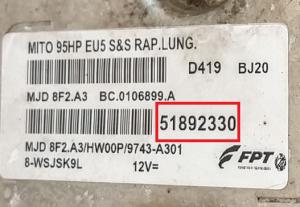 MITO 95HP EU5 S&S RAP.LUNG.
D419 BJ20
MJD 8F2.A3 BC.0106899.A
51892330
MJD 8F2.A3/HW00P/9743-A301
8-WSJSK9L 12V= FPT